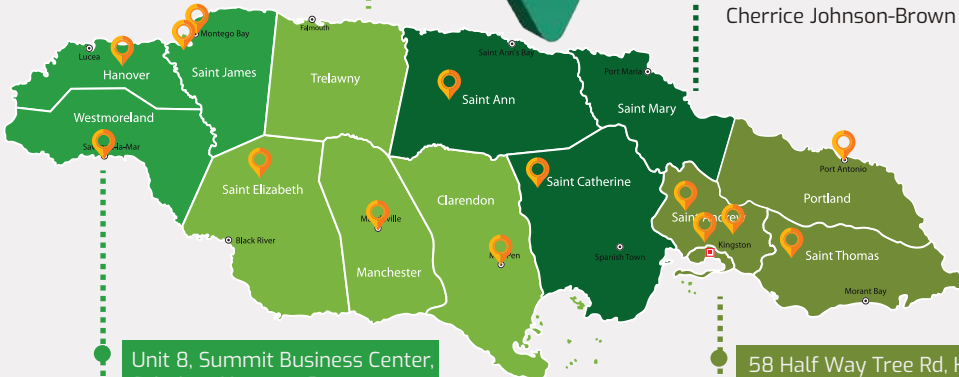 Cherrice Johnson-Brown
Montego Bay
Falmouth
Lucea
Hanover
Saint James
Trelawny
Saint Ann's Bay
Saint Ann
Port Maria
Saint Mary
Westmoreland
Port Antonio
Saint Elizabeth
Clarendon
Saint Catherine
Portland
Saint Andrew
Kingston
Black River
Manchester
Spanish Town
Saint Thomas
Morant Bay
Unit 8, Summit Business Center,
58 Half Way Tree Rd,